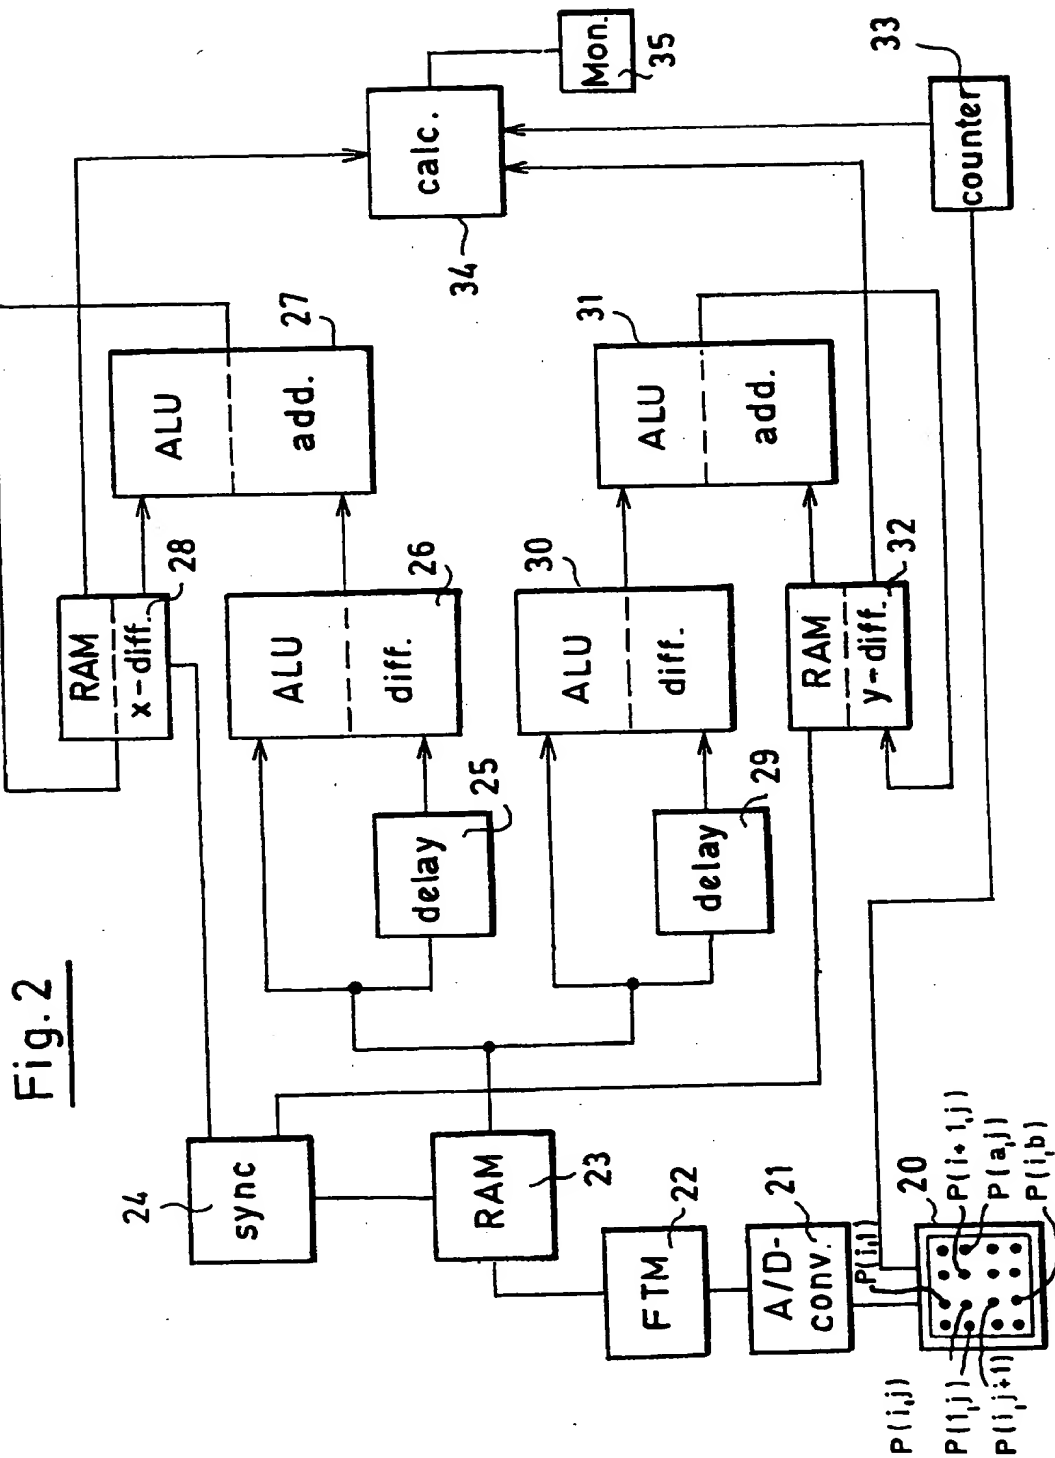 Fig. 2
24
sync
RAM
23
FTM
22
A/D-
conv.
21
20
P(i,1)
P(i+1,j)
P(a,j)
P(i,b)
P(i,j)
P(1,j)
P(i,j+1)
RAM
x-diff.
28
ALU
diff.
26
delay
25
ALU
add.
27
ALU
diff.
30
delay
29
ALU
add.
31
RAM
y-diff.
32
calc.
34
Mon.
35
counter
33